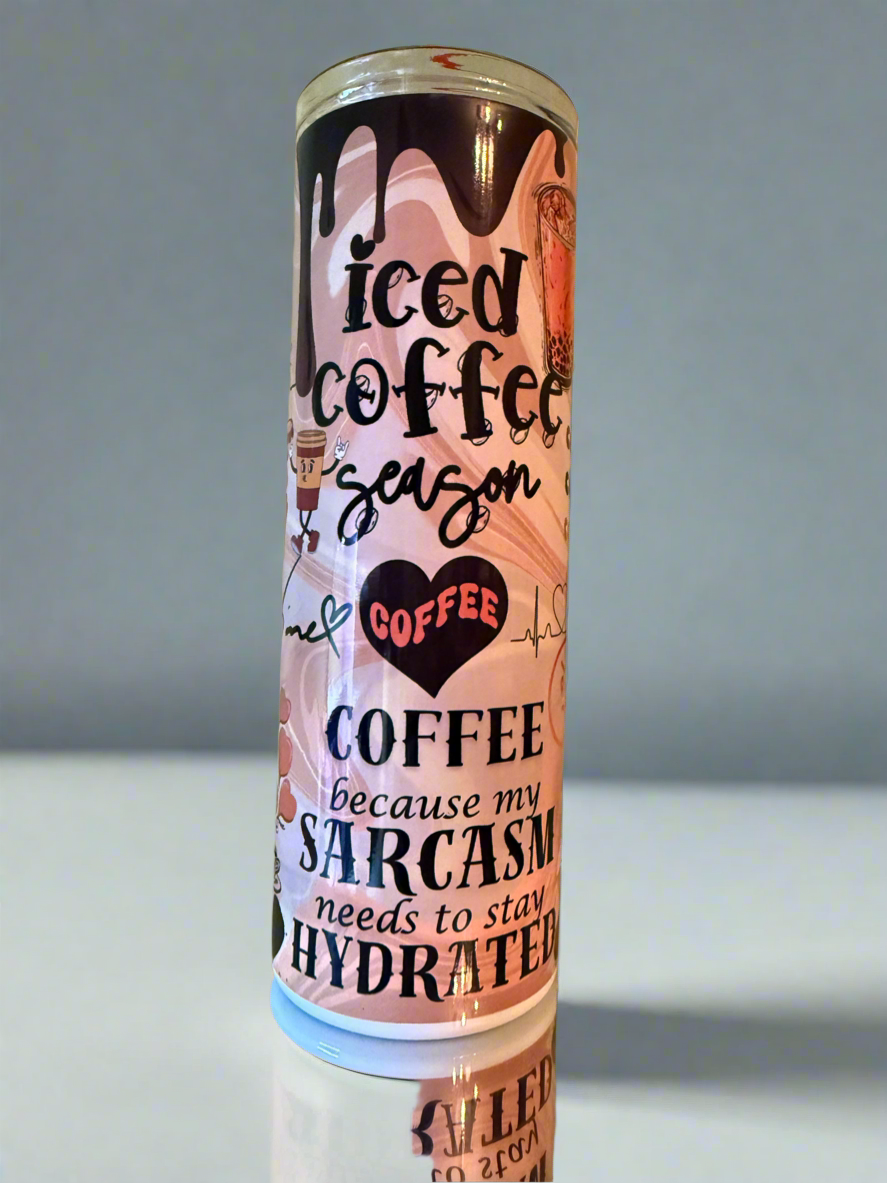 iced
coffee
season
COFFEE
COFFEE
because my
SARCASM
needs to stay
HYDRATED